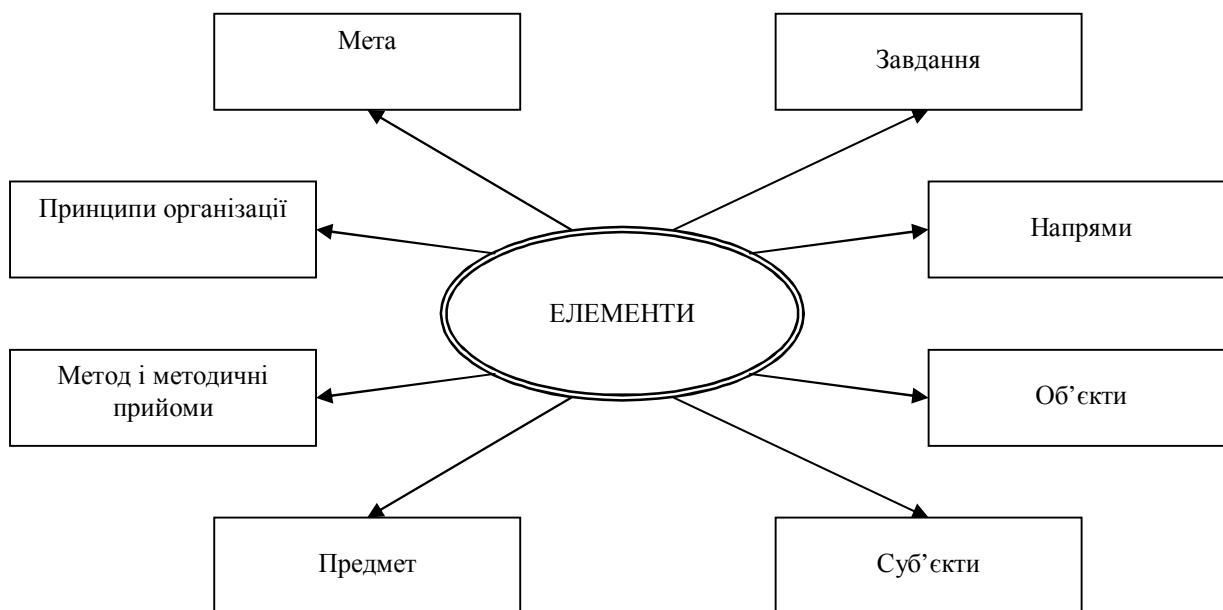 Мета
Завдання
Принципи організації
Напрями
ЕЛЕМЕНТИ
Метод і методичні
прийоми
Об’єкти
Предмет
Суб’єкти